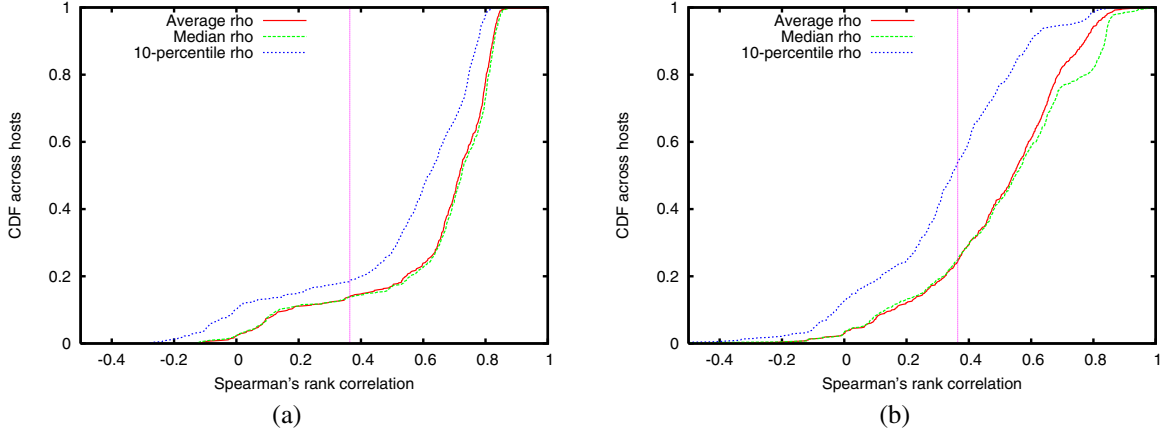 1
0.8
0.6
0.4
0.2
0
CDF across hosts
Average rho
Median rho
10-percentile rho
-0.4 -0.2 0 0.2 0.4 0.6 0.8 1
Spearman's rank correlation
(a)
1
0.8
0.6
0.4
0.2
0
CDF across hosts
Average rho
Median rho
10-percentile rho
-0.4 -0.2 0 0.2 0.4 0.6 0.8 1
Spearman's rank correlation
(b)